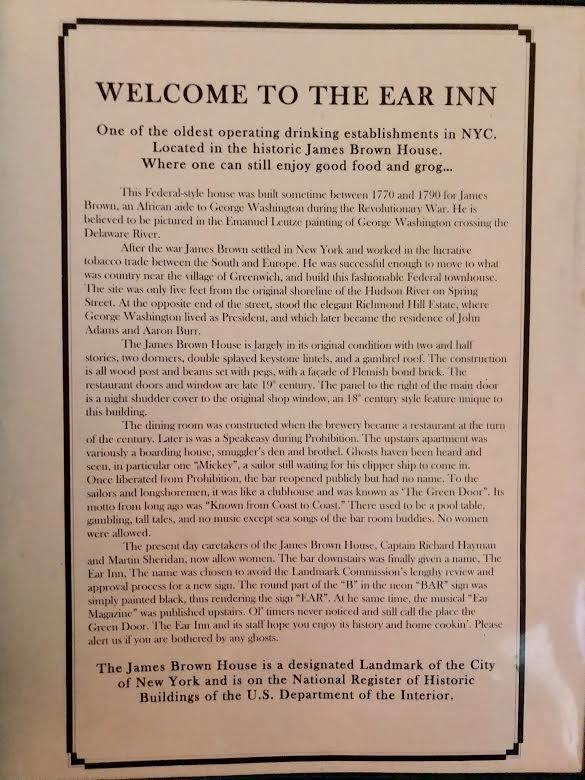 WELCOME TO THE EAR INN
One of the oldest operating drinking establishments in NYC.
Located in the historic James Brown House.
Where one can still enjoy good food and grog...
This Federal-style house was built sometime between 1770 and 1790 for James
Brown, an African aide to George Washington during the Revolutionary War. He is
believed to be pictured in the Emanuel Leutze painting of George Washington crossing the
Delaware River.
After the war James Brown settled in New York and worked in the lucrative
tobacco trade between the South and Europe. He was successful enough to move to what
was country near the village of Greenwich, and build this fashionable Federal townhouse.
The site was only five feet from the original shoreline of the Hudson River on Spring
Street. At the opposite end of the street, stood the elegant Richmond Hill Estate, where
George Washington lived as President, and which later became the residence of John
Adams and Aaron Burr.
The James Brown House is largely in its original condition with two and half
stories, two dormers, double splayed keystone lintels, and a gambrel roof. The construction
is all wood post and beams set with pegs, with a façade of Flemish bond brick. The
restaurant doors and window are late 19th century. The panel to the right of the main door
is a night shudder cover to the original shop window, an 18th century style feature unique to
this building.
The dining room was constructed when the brewery became a restaurant at the turn
of the century. Later is was a Speakeasy during Prohibition. The upstairs apartment was
variously a boarding house, smuggler's den and brothel. Ghosts haven been heard and
seen, in particular one "Mickey", a sailor still waiting for his clipper ship to come in.
Once liberated from Prohibition, the bar reopened publicly but had no name. To the
sailors and longshoremen, it was like a clubhouse and was known as "The Green Door". Its
motto from long ago was "Known from Coast to Coast." There used to be a pool table,
gambling, tall tales, and no music except sea songs of the bar room buddies. No women
were allowed.
The present day caretakers of the James Brown House, Captain Richard Hayman
and Martin Sheridan, now allow women. The bar downstairs was finally given a name, The
Ear Inn, The name was chosen to avoid the Landmark Commission's lengthy review and
approval process for a new sign. The round part of the "B" in the neon "BAR" sign was
simply painted black, thus rendering the sign "EAR". At he same time, the musical "Ear
Magazine" was published upstairs. Ol' timers never noticed and still call the place the
Green Door. The Ear Inn and its staff hope you enjoy its history and home cookin'. Please
alert us if you are bothered by any ghosts.
The James Brown House is a designated Landmark of the City
of New York and is on the National Register of Historic
Buildings of the U.S. Department of the Interior.